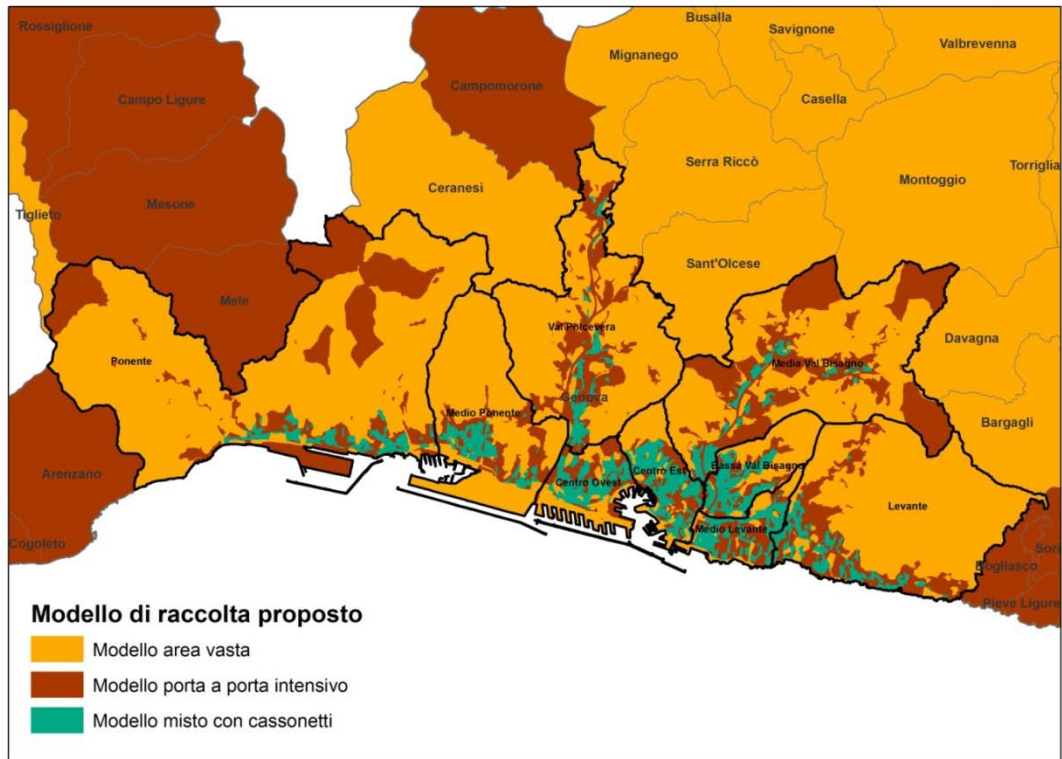 Rossiglione
Busalla
Savignone
Valbrevenna
Mignanego
Campo Ligure
Campomorone
Casella
Serra Riccò
Torriglia
Montoggio
Ceranesi
Masone
Tiglieto
Sant'Olcese
Mele
Val Polcevera
Davagna
Ponente
Media Val Bisagno
Genova
Medio Ponente
Bargagli
Arenzano
Centro Est
Bassa Val Bisagno
Centro Ovest
Levante
Medio Levante
Cogoleto
Sori
Bogliasco
Pieve Ligure
Modello di raccolta proposto
Modello area vasta
Modello porta a porta intensivo
Modello misto con cassonetti